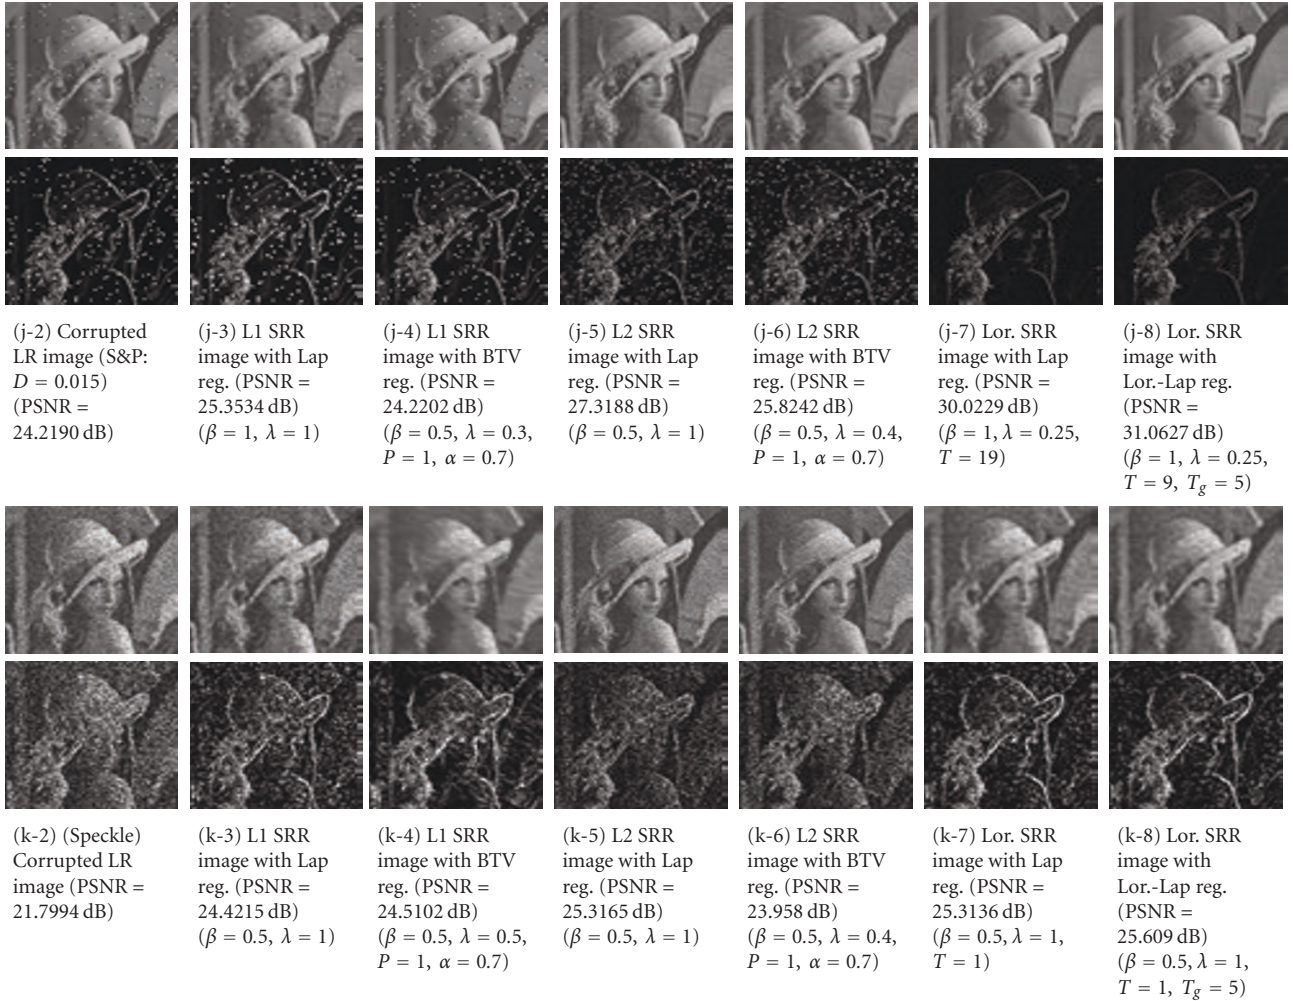 (j-2) Corrupted
LR image (S&P:
D = 0.015)
(PSNR =
24.2190 dB)
(j-3) L1 SRR
image with Lap
reg. (PSNR =
25.3534 dB)
(β = 1, λ = 1)
(j-4) L1 SRR
image with BTV
reg. (PSNR =
24.2202 dB)
(β = 0.5, λ = 0.3,
P = 1, α = 0.7)
(j-5) L2 SRR
image with Lap
reg. (PSNR =
27.3188 dB)
(β = 0.5, λ = 1)
(j-6) L2 SRR
image with BTV
reg. (PSNR =
25.8242 dB)
(β = 0.5, λ = 0.4,
P = 1, α = 0.7)
(j-7) Lor. SRR
image with Lap
reg. (PSNR =
30.0229 dB)
(β = 1, λ = 0.25,
T = 19)
(j-8) Lor. SRR
image with
Lor.-Lap reg.
(PSNR =
31.0627 dB)
(β = 1, λ = 0.25,
T = 9, Tg = 5)
(k-2) (Speckle)
Corrupted LR
image (PSNR =
21.7994 dB)
(k-3) L1 SRR
image with Lap
reg. (PSNR =
24.4215 dB)
(β = 0.5, λ = 1)
(k-4) L1 SRR
image with BTV
reg. (PSNR =
24.5102 dB)
(β = 0.5, λ = 0.5,
P = 1, α = 0.7)
(k-5) L2 SRR
image with Lap
reg. (PSNR =
25.3165 dB)
(β = 0.5, λ = 1)
(k-6) L2 SRR
image with BTV
reg. (PSNR =
23.958 dB)
(β = 0.5, λ = 0.4,
P = 1, α = 0.7)
(k-7) Lor. SRR
image with Lap
reg. (PSNR =
25.3136 dB)
(β = 0.5, λ = 1,
T = 1)
(k-8) Lor. SRR
image with
Lor.-Lap reg.
(PSNR =
25.609 dB)
(β = 0.5, λ = 1,
T = 1, Tg = 5)